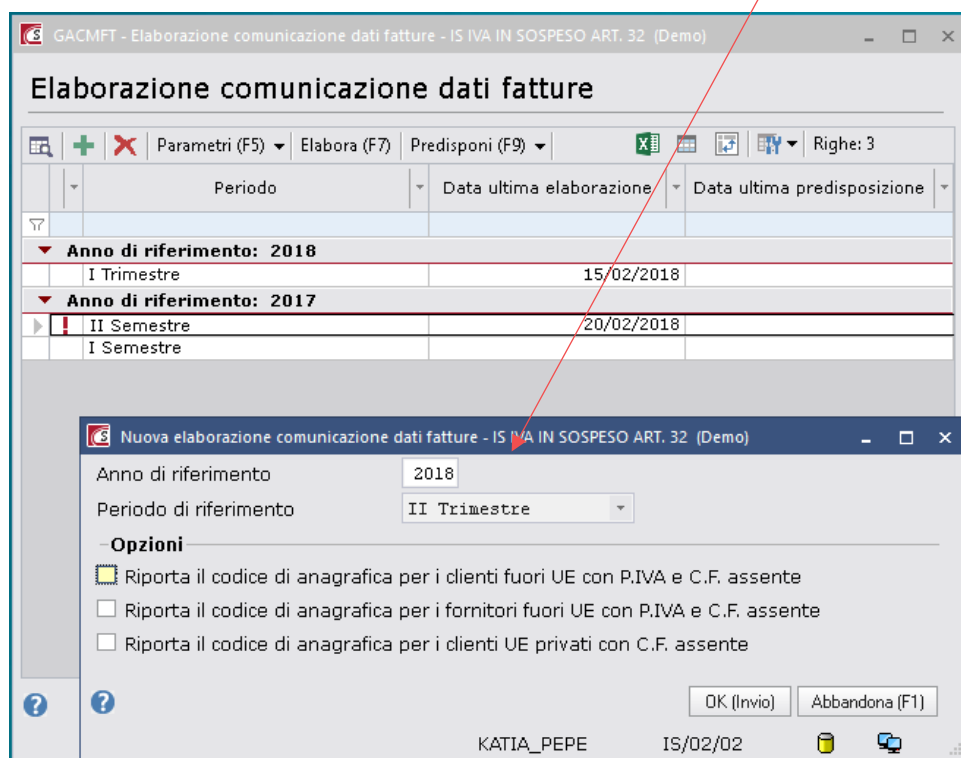 GACMFT - Elaborazione comunicazione dati fatture - IS IVA IN SOSPESO ART. 32 (Demo)
Elaborazione comunicazione dati fatture
Parametri (F5) Elabora (F7) Predisponi (F9) Righe: 3
Periodo Data ultima elaborazione Data ultima predisposizione
Anno di riferimento: 2018
I Trimestre 15/02/2018
Anno di riferimento: 2017
II Semestre 20/02/2018
I Semestre
Nuova elaborazione comunicazione dati fatture - IS IVA IN SOSPESO ART. 32 (Demo)
Anno di riferimento 2018
Periodo di riferimento II Trimestre
Opzioni
Riporta il codice di anagrafica per i clienti fuori UE con P.IVA e C.F. assente
Riporta il codice di anagrafica per i fornitori fuori UE con P.IVA e C.F. assente
Riporta il codice di anagrafica per i clienti UE privati con C.F. assente
OK (Invio) Abbandona (F1)
KATIA_PEPE IS/02/02